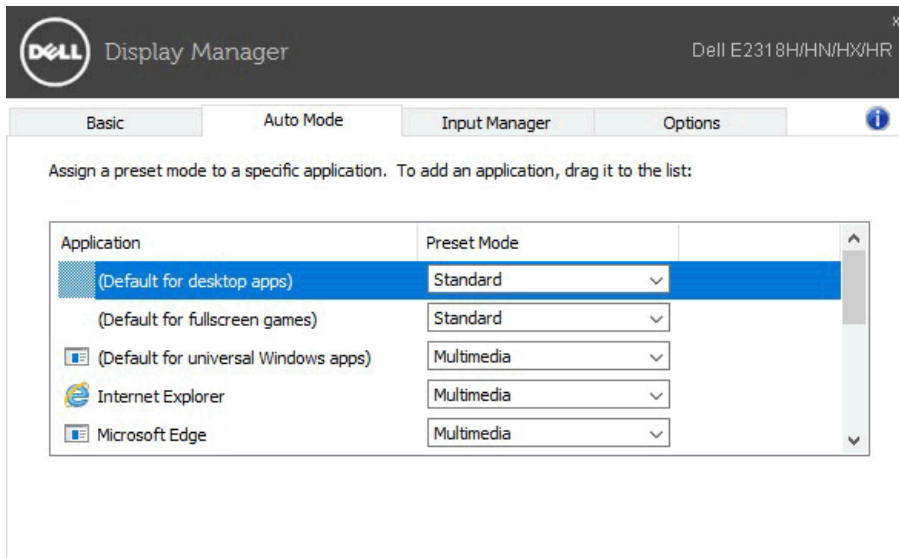 x
DELL Display Manager
Dell E2318H/HN/HX/HR
Basic Auto Mode Input Manager Options
Assign a preset mode to a specific application. To add an application, drag it to the list:
Application Preset Mode
(Default for desktop apps) Standard
(Default for fullscreen games) Standard
(Default for universal Windows apps) Multimedia
Internet Explorer Multimedia
Microsoft Edge Multimedia